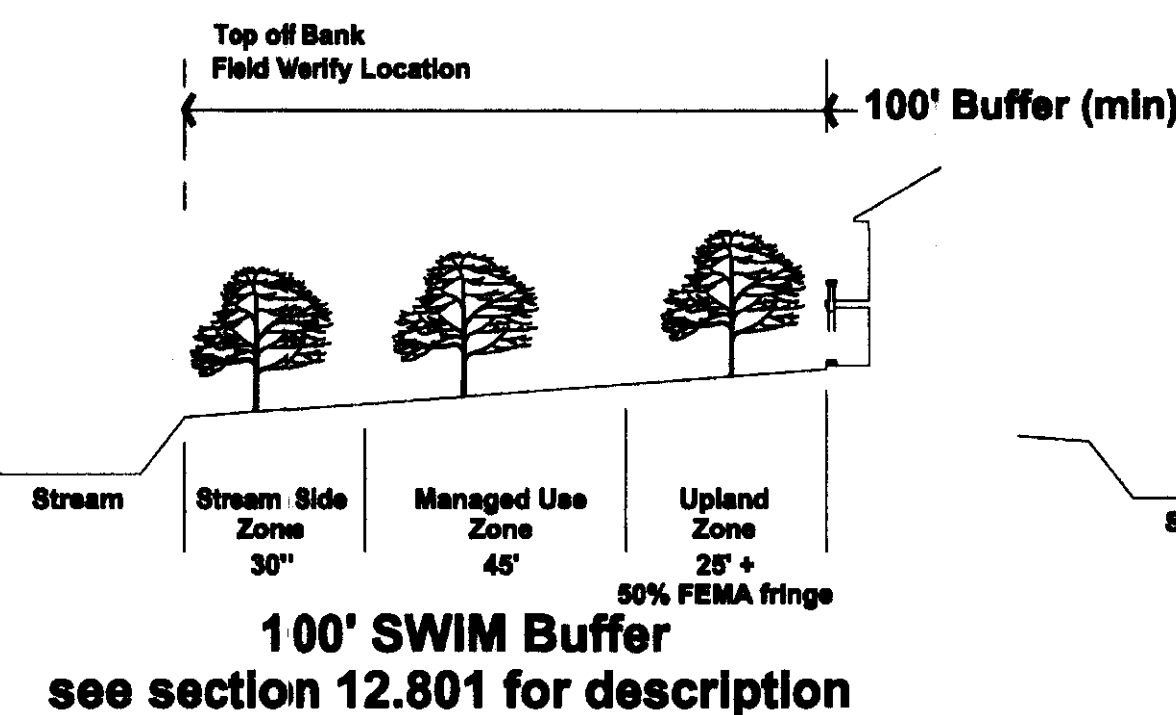 Top off Bank
Field Werify Location
100' Buffer (min)
Stream
Stream Side
Zone
30"
Managed Use
Zone
45'
Upland
Zone
25' +
50% FEMA fringe
S
100' SWIM Buffer
see section 12.801 for description